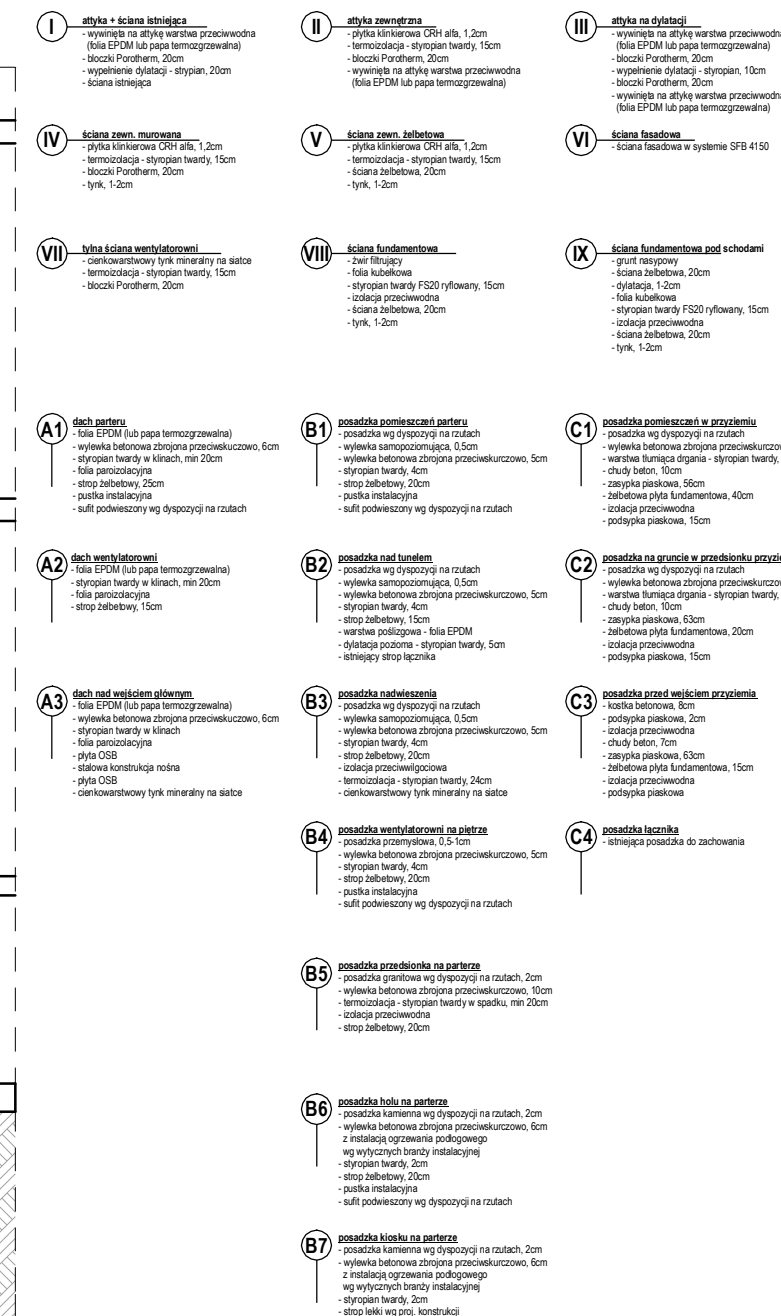 I
attyka + ściana istniejąca
- wywinięta na attykę warstwa przeciwwodna
(folia EPDM lub papa termozgrzewalna)
- bloczki Porotherm, 20cm
- wypełnienie dylatacji - strypian, 20cm
- ściana istniejąca
II
attyka zewnętrzna
- płytka klinkierowa CRH alfa, 1,2cm
- termoizolacja - styropian twardy, 15cm
- bloczki Porotherm, 20cm
- wywinięta na attykę warstwa przeciwwodna
(folia EPDM lub papa termozgrzewalna)
III
attyka na dylatacji
- wywinięta na attykę warstwa przeciwwodna
(folia EPDM lub papa termozgrzewalna)
- bloczki Porotherm, 20cm
- wypełnienie dylatacji - styropian, 10cm
- bloczki Porotherm, 20cm
- wywinięta na attykę warstwa przeciwwodna
(folia EPDM lub papa termozgrzewalna)
IV
ściana zewn. murowana
- płytka klinkierowa CRH alfa, 1,2cm
- termoizolacja - styropian twardy, 15cm
- bloczki Porotherm, 20cm
- tynk, 1-2cm
V
ściana zewn. żelbetowa
- płytka klinkierowa CRH alfa, 1,2cm
- termoizolacja - styropian twardy, 15cm
- ściana żelbetowa, 20cm
- tynk, 1-2cm
VI
ściana fasadowa
- ściana fasadowa w systemie SFB 4150
VII
tylna ściana wentylatorowni
- cienkowarstwowy tynk mineralny na siatce
- termoizolacja - styropian twardy, 15cm
- bloczki Porotherm, 20cm
VIII
ściana fundamentowa
- żwir filtrujący
- folia kubełkowa
- styropian twardy FS20 ryflowany, 15cm
- izolacja przeciwwodna
- ściana żelbetowa, 20cm
- tynk, 1-2cm
IX
ściana fundamentowa pod schodami
- grunt nasypowy
- ściana żelbetowa, 20cm
- dylatacja, 1-2cm
- folia kubełkowa
- styropian twardy FS20 ryflowany, 15cm
- izolacja przeciwwodna
- ściana żelbetowa, 20cm
- tynk, 1-2cm
A1
dach parteru
- folia EPDM (lub papa termozgrzewalna)
- wylewka betonowa zbrojona przeciwskuczowo, 6cm
- styropian twardy w klinach, min 20cm
- folia paroizolacyjna
- strop żelbetowy, 25cm
- pustka instalacyjna
- sufit podwieszony wg dyspozycji na rzutach
B1
posadzka pomieszczeń parteru
- posadzka wg dyspozycji na rzutach
- wylewka samopoziomująca, 0,5cm
- wylewka betonowa zbrojona przeciwskurczowo, 5cm
- styropian twardy, 4cm
- strop żelbetowy, 20cm
- pustka instalacyjna
- sufit podwieszony wg dyspozycji na rzutach
C1
posadzka pomieszczeń w przyziemiu
- posadzka wg dyspozycji na rzutach
- wylewka betonowa zbrojona przeciwskurczow
- warstwa tłumiąca drgania - styropian twardy,
- chudy beton, 10cm
- zasypka piaskowa, 56cm
- żelbetowa płyta fundamentowa, 40cm
- izolacja przeciwwodna
- podsypka piaskowa, 15cm
A2
dach wentylatorowni
- folia EPDM (lub papa termozgrzewalna)
- styropian twardy w klinach, min 20cm
- folia paroizolacyjna
- strop żelbetowy, 15cm
B2
posadzka nad tunelem
- posadzka wg dyspozycji na rzutach
- wylewka samopoziomująca, 0,5cm
- wylewka betonowa zbrojona przeciwskurczowo, 5cm
- styropian twardy, 4cm
- strop żelbetowy, 15cm
- warstwa poślizgowa - folia EPDM
- dylatacja pozioma - styropian twardy, 5cm
- istniejący strop łącznika
C2
posadzka na gruncie w przedsionku przyzie
- posadzka wg dyspozycji na rzutach
- wylewka betonowa zbrojona przeciwskurczow
- warstwa tłumiąca drgania - styropian twardy,
- chudy beton, 10cm
- zasypka piaskowa, 63cm
- żelbetowa płyta fundamentowa, 20cm
- izolacja przeciwwodna
- podsypka piaskowa, 15cm
A3
dach nad wejściem głównym
- folia EPDM (lub papa termozgrzewalna)
- wylewka betonowa zbrojona przeciwskuczowo, 6cm
- styropian twardy w klinach
- folia paroizolacyjna
- płyta OSB
- stalowa konstrukcja nośna
- płyta OSB
- cienkowarstwowy tynk mineralny na siatce
B3
posadzka nadwieszenia
- posadzka wg dyspozycji na rzutach
- wylewka samopoziomująca, 0,5cm
- wylewka betonowa zbrojona przeciwskurczowo, 5cm
- styropian twardy, 4cm
- strop żelbetowy, 20cm
- izolacja przeciwwilgociowa
- termoizolacja - styropian twardy, 24cm
- cienkowarstwowy tynk mineralny na siatce
C3
posadzka przed wejściem przyziemia
- kostka betonowa, 8cm
- podsypka piaskowa, 2cm
- izolacja przeciwwodna
- chudy beton, 7cm
- zasypka piaskowa, 63cm
- żelbetowa płyta fundamentowa, 15cm
- izolacja przeciwwodna
- podsypka piaskowa
B4
posadzka wentylatorowni na piętrze
- posadzka przemysłowa, 0,5-1cm
- wylewka betonowa zbrojona przeciwskurczowo, 5cm
- styropian twardy, 4cm
- strop żelbetowy, 20cm
- pustka instalacyjna
- sufit podwieszony wg dyspozycji na rzutach
C4
posadzka łącznika
- istniejąca posadzka do zachowania
B5
posadzka przedsionka na parterze
- posadzka granitowa wg dyspozycji na rzutach, 2cm
- wylewka betonowa zbrojona przeciwskurczowo, 10cm
- termoizolacja - styropian twardy w spadku, min 20cm
- izolacja przeciwwodna
- strop żelbetowy, 20cm
B6
posadzka holu na parterze
- posadzka kamienna wg dyspozycji na rzutach, 2cm
- wylewka betonowa zbrojona przeciwskurczowo, 6cm
z instalacją ogrzewania podłogowego
wg wytycznych branży instalacyjnej
- styropian twardy, 2cm
- strop żelbetowy, 20cm
- pustka instalacyjna
- sufit podwieszony wg dyspozycji na rzutach
B7
posadzka kiosku na parterze
- posadzka kamienna wg dyspozycji na rzutach, 2cm
- wylewka betonowa zbrojona przeciwskurczowo, 6cm
z instalacją ogrzewania podłogowego
wg wytycznych branży instalacyjnej
- styropian twardy, 2cm
- strop lekki wg proj. konstrukcji